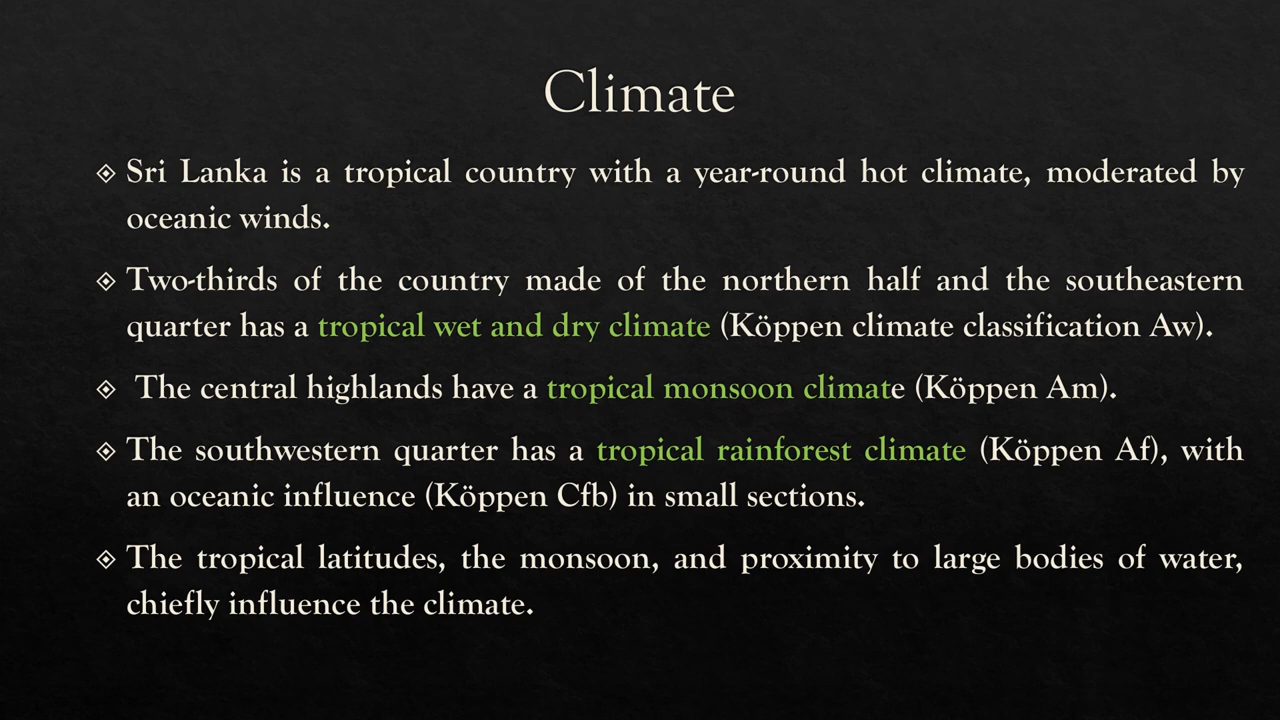 Climate
Sri Lanka is a tropical country with a year-round hot climate, moderated by
oceanic winds.
Two-thirds of the country made of the northern half and the southeastern
quarter has a tropical wet and dry climate (Köppen climate classification Aw).
The central highlands have a tropical monsoon climate (Köppen Am).
The southwestern quarter has a tropical rainforest climate (Köppen Af), with
an oceanic influence (Köppen Cfb) in small sections.
The tropical latitudes, the monsoon, and proximity to large bodies of water,
chiefly influence the climate.